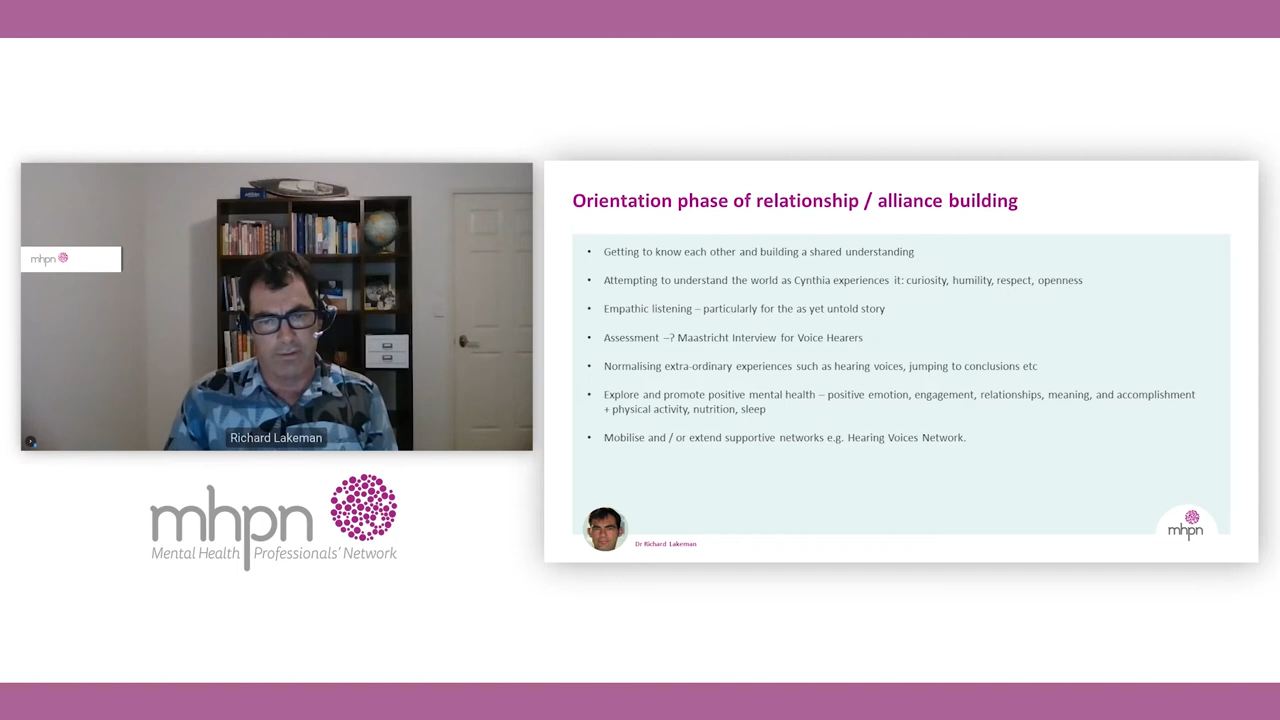 mhpn
Richard Lakeman
mhpn
Mental Health Professionals' Network
Orientation phase of relationship / alliance building
• Getting to know each other and building a shared understanding
• Attempting to understand the world as Cynthia experiences it: curiosity, humility, respect, openness
• Empathic listening – particularly for the as yet untold story
• Assessment –? Maastricht Interview for Voice Hearers
• Normalising extra-ordinary experiences such as hearing voices, jumping to conclusions etc
• Explore and promote positive mental health – positive emotion, engagement, relationships, meaning, and accomplishment
+ physical activity, nutrition, sleep
• Mobilise and / or extend supportive networks e.g. Hearing Voices Network.
Dr Richard Lakeman
mhpn